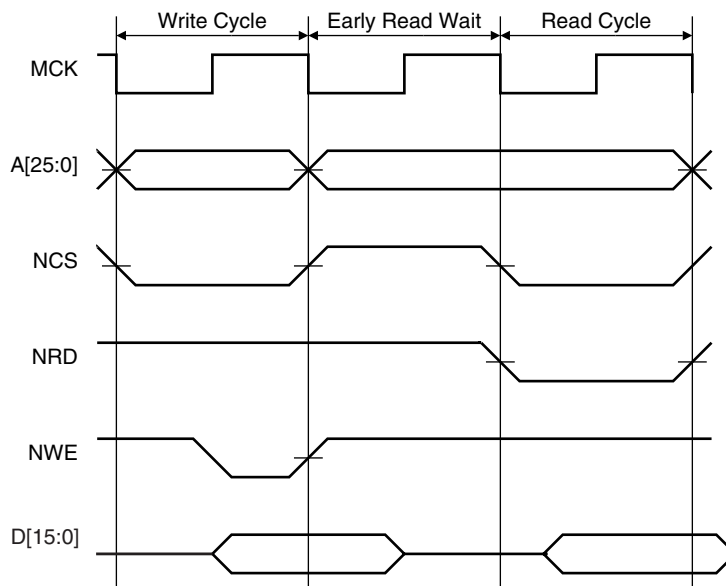 Write Cycle Early Read Wait Read Cycle
MCK
A[25:0]
NCS
NRD
NWE
D[15:0]